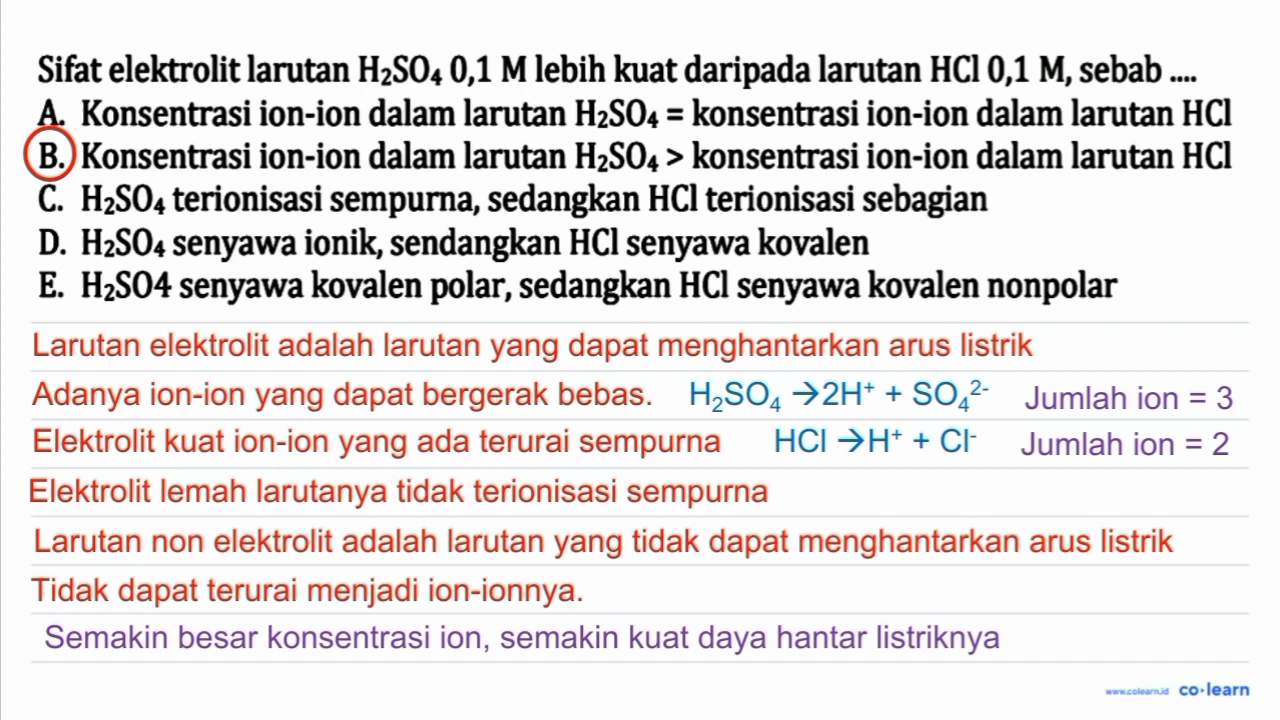 Sifat elektrolit larutan H₂SO₄ 0,1 M lebih kuat daripada larutan HCl 0,1 M, sebab ....
A. Konsentrasi ion-ion dalam larutan H₂SO₄ = konsentrasi ion-ion dalam larutan HCl
B. Konsentrasi ion-ion dalam larutan H₂SO₄ > konsentrasi ion-ion dalam larutan HCl
C. H₂SO₄ terionisasi sempurna, sedangkan HCl terionisasi sebagian
D. H₂SO₄ senyawa ionik, sendangkan HCl senyawa kovalen
E. H₂SO4 senyawa kovalen polar, sedangkan HCl senyawa kovalen nonpolar
Larutan elektrolit adalah larutan yang dapat menghantarkan arus listrik
Adanya ion-ion yang dapat bergerak bebas. H₂SO₄ →2H⁺ + SO₄²⁻ Jumlah ion = 3
Elektrolit kuat ion-ion yang ada terurai sempurna HCl →H⁺ + Cl⁻ Jumlah ion = 2
Elektrolit lemah larutanya tidak terionisasi sempurna
Larutan non elektrolit adalah larutan yang tidak dapat menghantarkan arus listrik
Tidak dapat terurai menjadi ion-ionnya.
Semakin besar konsentrasi ion, semakin kuat daya hantar listriknya
www.colearn.id co·learn